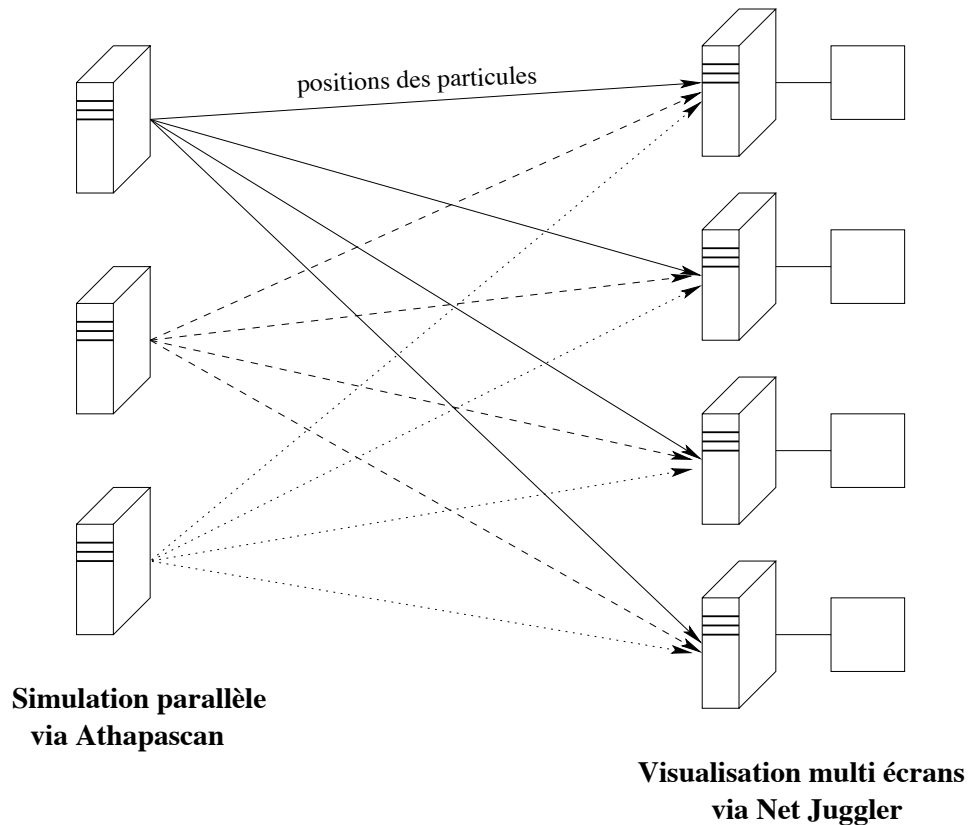 positions des particules
Simulation parallèle
via Athapascan
Visualisation multi écrans
via Net Juggler